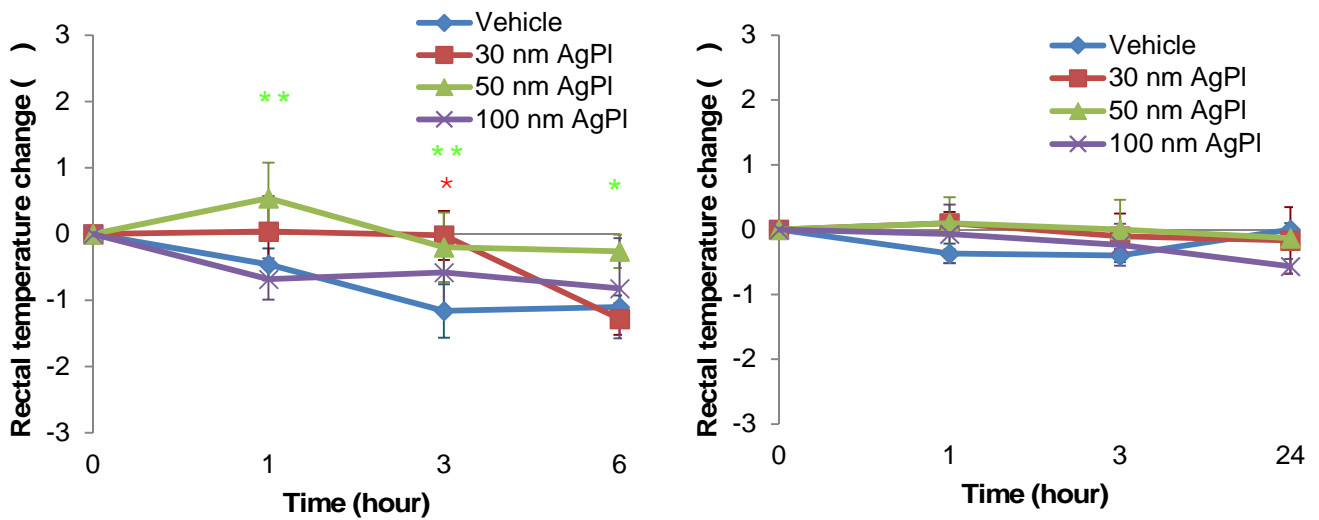 Rectal temperature change ( )
3
2
1
0
-1
-2
-3
Vehicle
30 nm AgPl
50 nm AgPl
100 nm AgPl
* *
* *
*
*
0 1 3 6
Time (hour)
Rectal temperature change ( )
3
2
1
0
-1
-2
-3
Vehicle
30 nm AgPl
50 nm AgPl
100 nm AgPl
0 1 3 24
Time (hour)